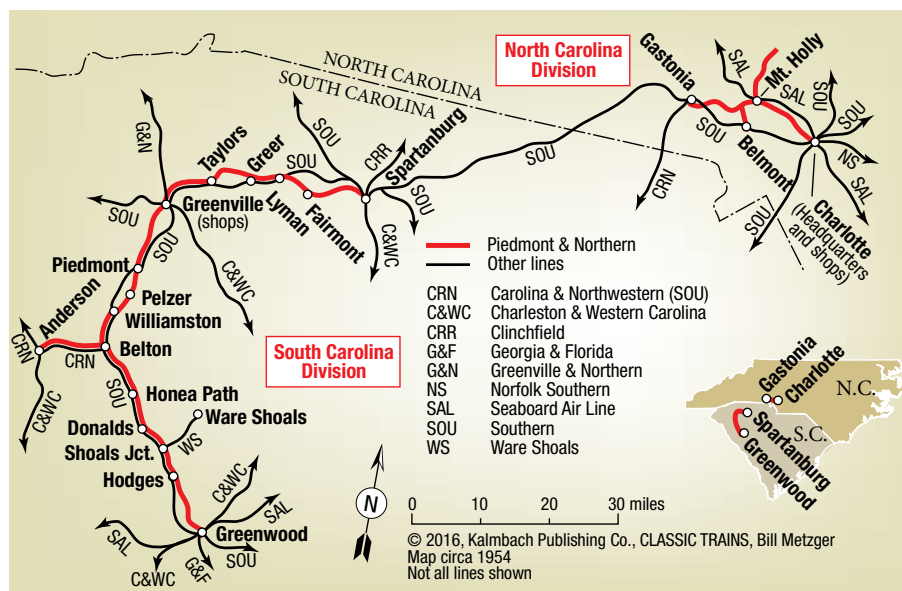 North Carolina
Division
NORTH CAROLINA
SOUTH CAROLINA
Gastonia
SAL
Mt. Holly
SAL
SOU
SOU
NS
SAL
SOU
Belmont
SOU
Charlotte
(Headquarters
and shops)
CRN
SOU
G&N
Taylors
Greer
SOU
SOU
CRR
Spartanburg
SOU
C&WC
Lyman
Fairmont
Greenville
(shops)
SOU
SOU
C&WC
Piedmont
Pelzer
Williamston
Anderson
CRN
CRN
C&WC
Belton
SOU
Honea Path
Ware Shoals
WS
Donalds
Shoals Jct.
Hodges
C&WC
SAL
Greenwood
SAL
C&WC
G&F
SOU
South Carolina
Division
Piedmont & Northern
Other lines
CRN Carolina & Northwestern (SOU)
C&WC Charleston & Western Carolina
CRR Clinchfield
G&F Georgia & Florida
G&N Greenville & Northern
NS Norfolk Southern
SAL Seaboard Air Line
SOU Southern
WS Ware Shoals
N
0 10 20 30 miles
© 2016, Kalmbach Publishing Co., CLASSIC TRAINS, Bill Metzger
Map circa 1954
Not all lines shown
Gastonia
Charlotte
N.C.
S.C.
Spartanburg
Greenwood